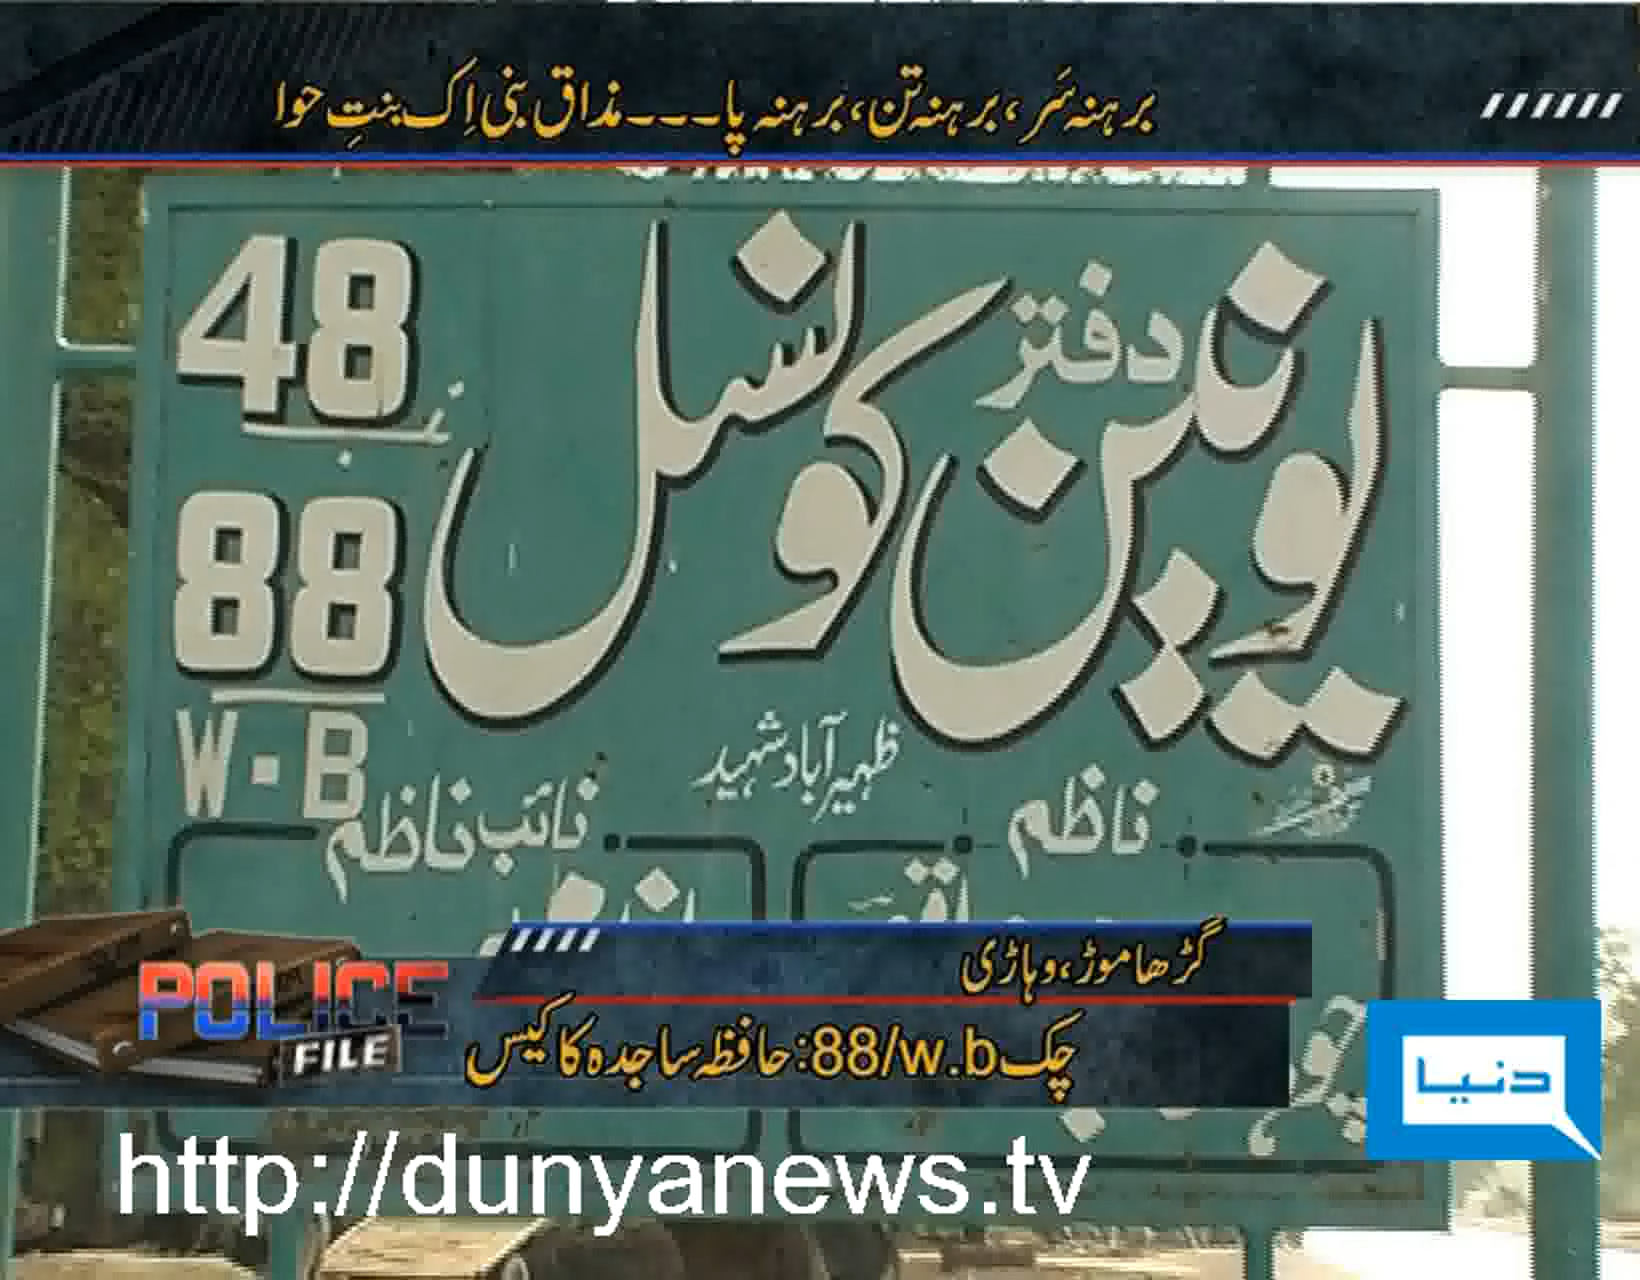 برہنہ سَر، برہنہ تن، برہنہ پا۔۔۔مذاق بنی اِک بنتِ حوا
دفتر
یونین کونسل
نمبر 48
88
W·B
ظہیر آباد شہید
ناظم
نائب ناظم
گڑھا موڑ، وہاڑی
چک 88/w.b: حافظہ ساجدہ کا کیس
POLICE
FILE
دنیا
http://dunyanews.tv